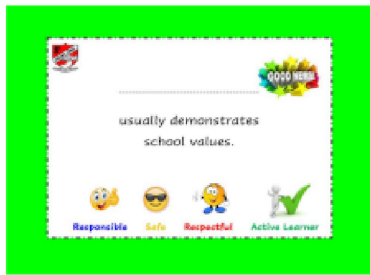 GOOD NEWS!
usually demonstrates
school values.
Responsible Safe Respectful Active Learner